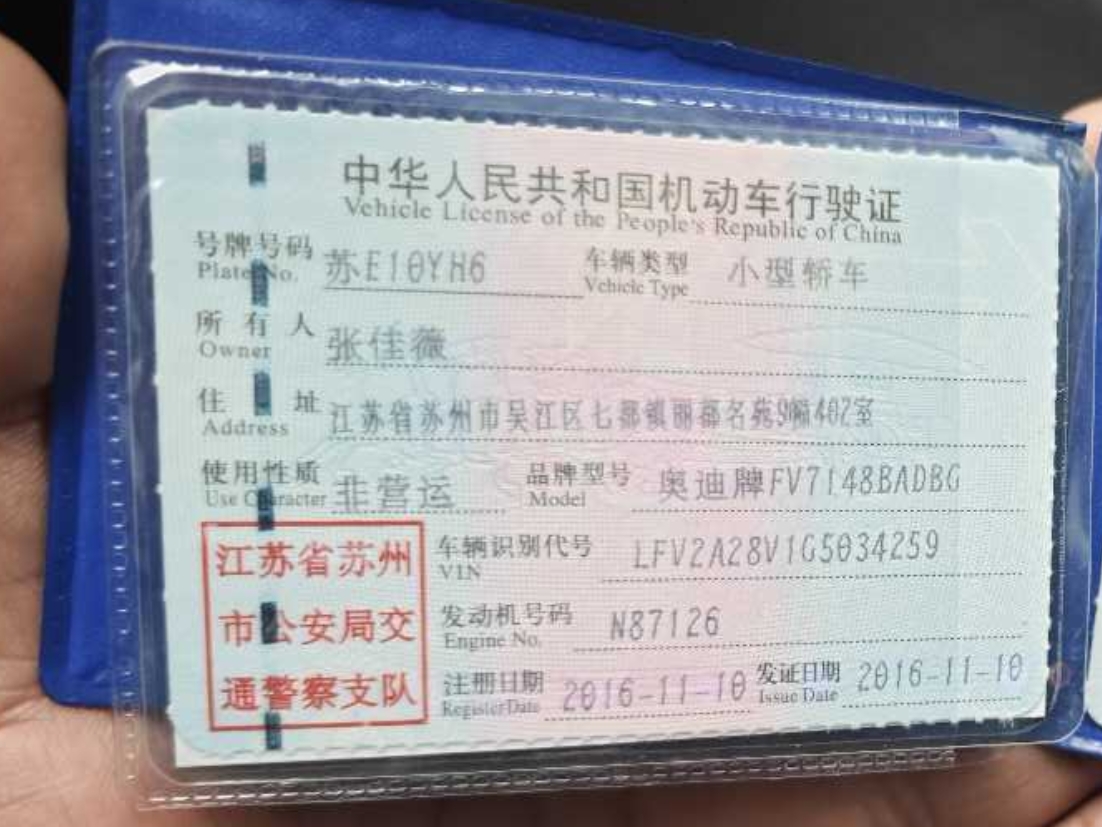 中华人民共和国机动车行驶证
Vehicle License of the People's Republic of China
号牌号码 苏E10YH6 车辆类型 小型轿车
Plate No. Vehicle Type
所有人 张佳薇
Owner
住址 江苏省苏州市吴江区七都镇丽都名苑9幢402室
Address
使用性质 非营运 品牌型号 奥迪牌FV7148BADBG
Use Character Model
江苏省苏州 车辆识别代号 LFV2A28V1G5034259
VIN
市公安局交 发动机号码 N87126
Engine No.
通警察支队 注册日期 2016-11-10 发证日期 2016-11-10
Register Date Issue Date